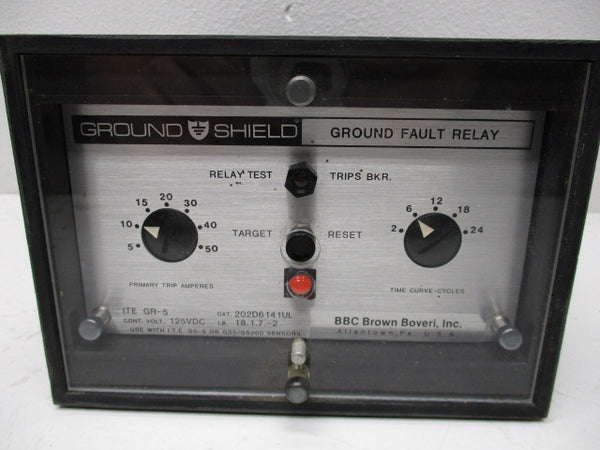 GROUND SHIELD GROUND FAULT RELAY
RELAY TEST TRIPS BKR.
5 10 15 20 30 40 50
TARGET RESET
2 6 12 18 24
PRIMARY TRIP AMPERES
TIME CURVE-CYCLES
ITE GR-5 CAT. 202D6141UL
CONT. VOLT. 125VDC I.B. 18.1.7.-2
USE WITH I.T.E. GS-5 OR GS5/GS200 SENSORS
BBC Brown Boveri, Inc.
Allentown, Pa. U.S.A.